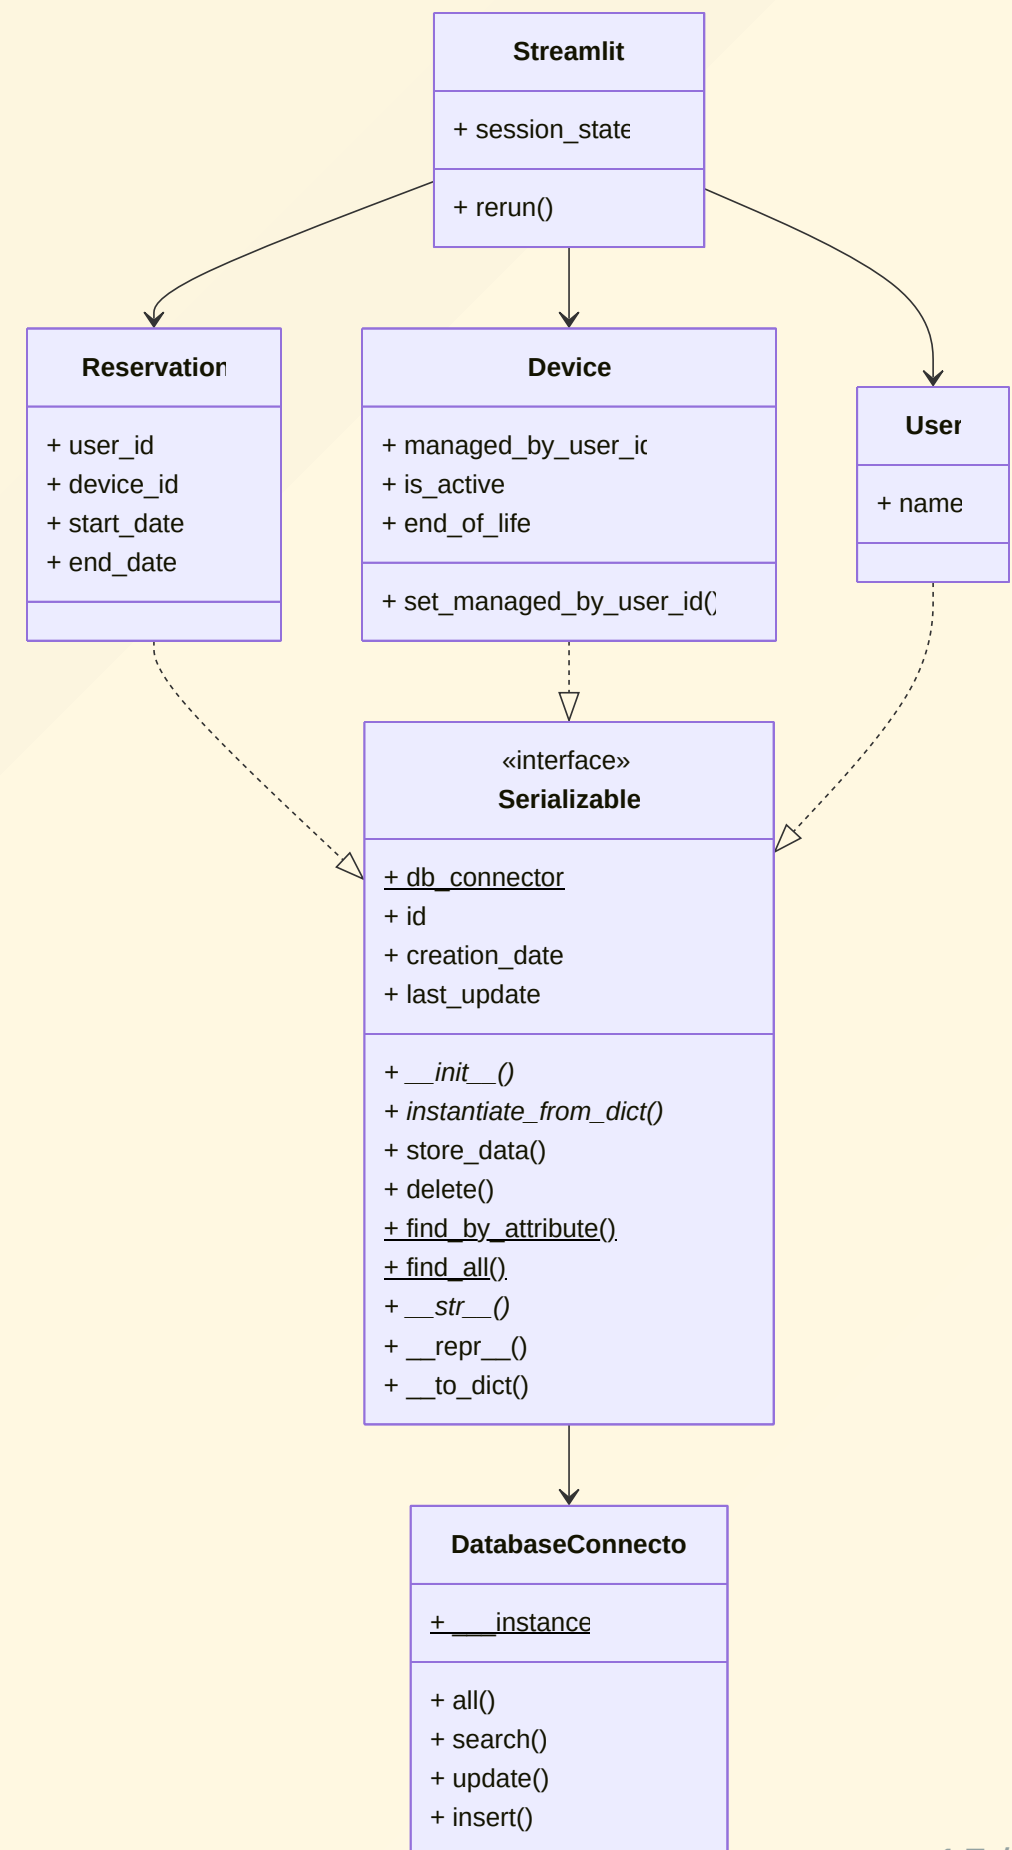 Streamlit
+ session_state
+ rerun()
Reservation
+ user_id
+ device_id
+ start_date
+ end_date
Device
+ managed_by_user_id
+ is_active
+ end_of_life
+ set_managed_by_user_id()
User
+ name
«interface»
Serializable
+ db_connector
+ id
+ creation_date
+ last_update
+ __init__()
+ instantiate_from_dict()
+ store_data()
+ delete()
+ find_by_attribute()
+ find_all()
+ __str__()
+ __repr__()
+ __to_dict()
DatabaseConnecto
+ ___instance
+ all()
+ search()
+ update()
+ insert()